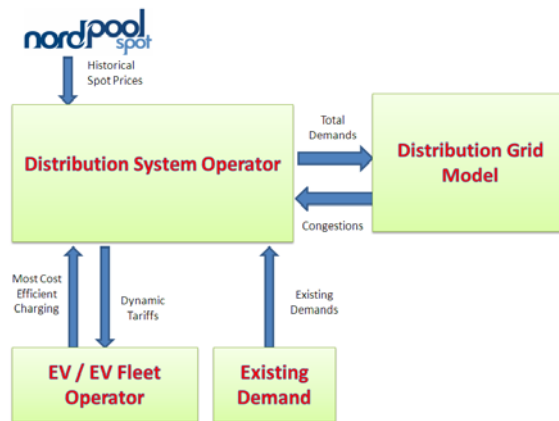 nordpool
spot
Historical
Spot Prices
Distribution System Operator
Total
Demands
Distribution Grid
Model
Congestions
Most Cost
Efficient
Charging
Dynamic
Tariffs
Existing
Demands
EV / EV Fleet
Operator
Existing
Demand